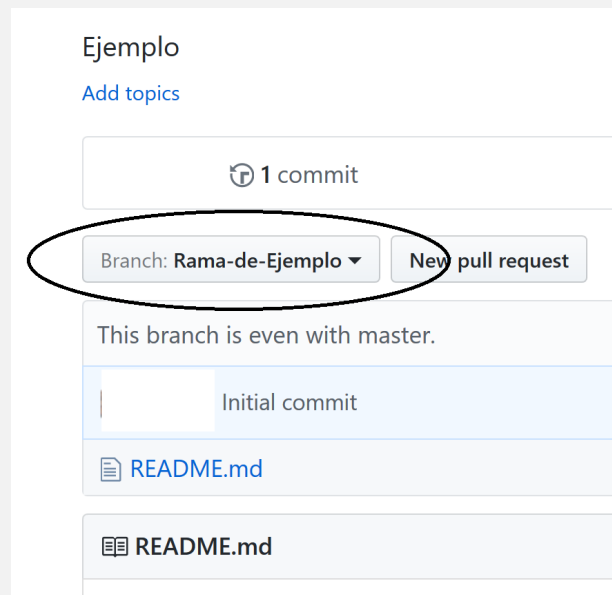 Ejemplo
Add topics
1 commit
Branch: Rama-de-Ejemplo New pull request
This branch is even with master.
Initial commit
README.md
README.md